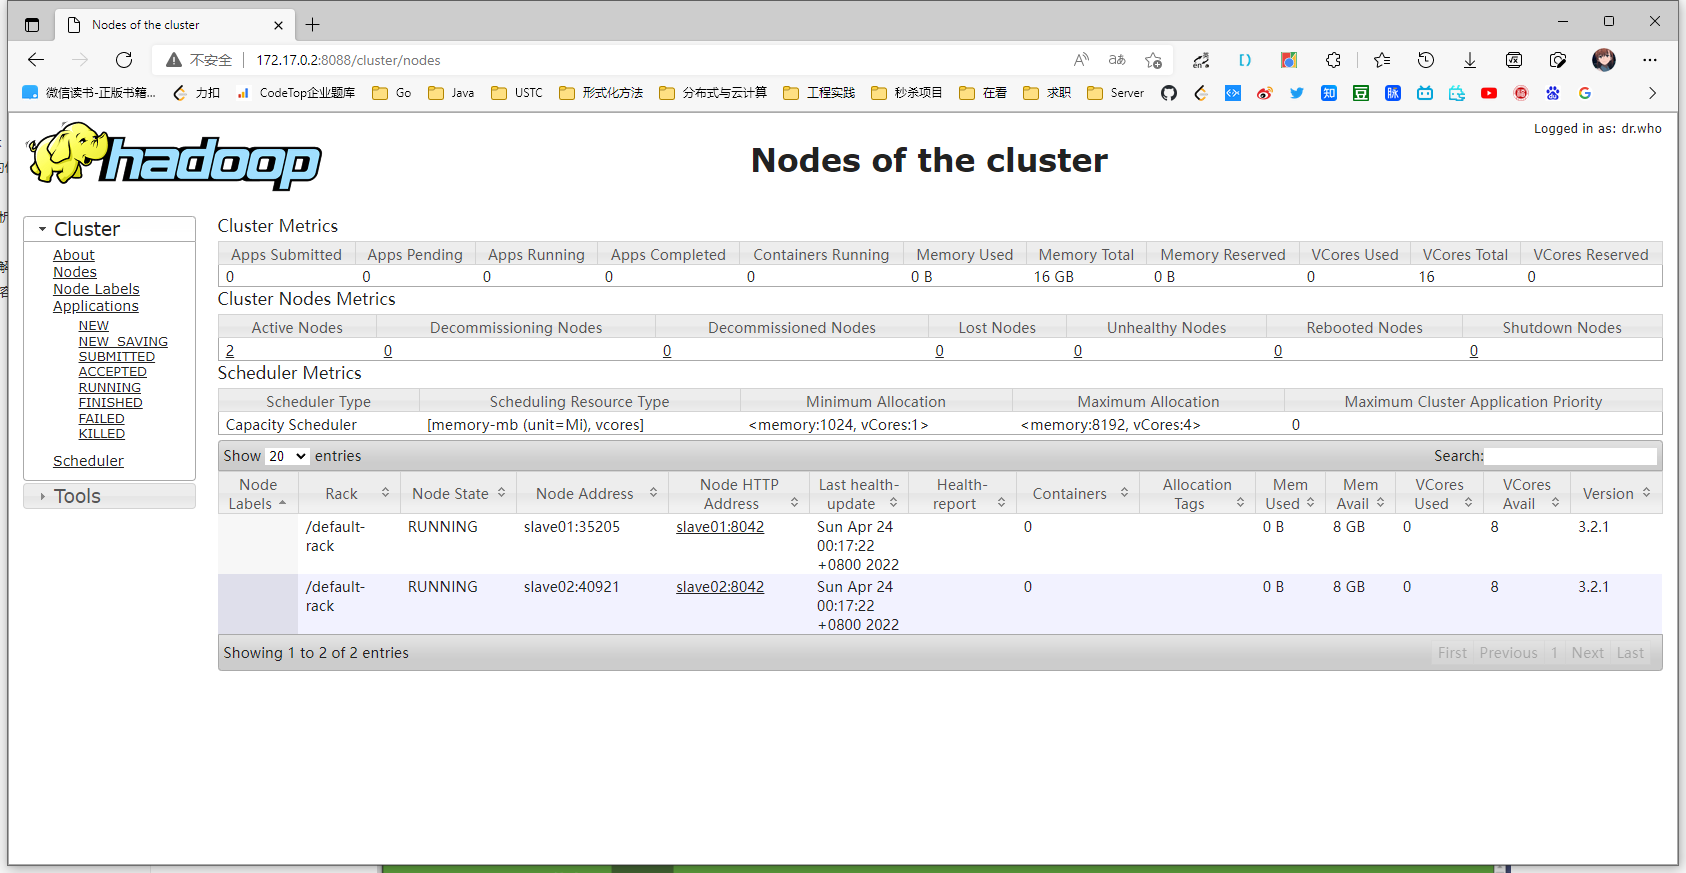 Nodes of the cluster
不安全 172.17.0.2:8088/cluster/nodes
微信读书-正版书籍... 力扣 CodeTop企业题库 Go Java USTC 形式化方法 分布式与云计算 工程实践 秒杀项目 在看 求职 Server
Logged in as: dr.who
hadoop
Nodes of the cluster
Cluster
About
Nodes
Node Labels
Applications
NEW
NEW_SAVING
SUBMITTED
ACCEPTED
RUNNING
FINISHED
FAILED
KILLED
Scheduler
Tools
Cluster Metrics
Apps Submitted Apps Pending Apps Running Apps Completed Containers Running Memory Used Memory Total Memory Reserved VCores Used VCores Total VCores Reserved
0 0 0 0 0 0 B 16 GB 0 B 0 16 0
Cluster Nodes Metrics
Active Nodes Decommissioning Nodes Decommissioned Nodes Lost Nodes Unhealthy Nodes Rebooted Nodes Shutdown Nodes
2 0 0 0 0 0 0
Scheduler Metrics
Scheduler Type Scheduling Resource Type Minimum Allocation Maximum Allocation Maximum Cluster Application Priority
Capacity Scheduler [memory-mb (unit=Mi), vcores] <memory:1024, vCores:1> <memory:8192, vCores:4> 0
Show 20 entries Search:
Node Labels Rack Node State Node Address Node HTTP Address Last health-update Health-report Containers Allocation Tags Mem Used Mem Avail VCores Used VCores Avail Version
/default- RUNNING slave01:35205 slave01:8042 Sun Apr 24 0 0 B 8 GB 0 8 3.2.1
rack 00:17:22
+0800 2022
/default- RUNNING slave02:40921 slave02:8042 Sun Apr 24 0 0 B 8 GB 0 8 3.2.1
rack 00:17:22
+0800 2022
Showing 1 to 2 of 2 entries First Previous 1 Next Last